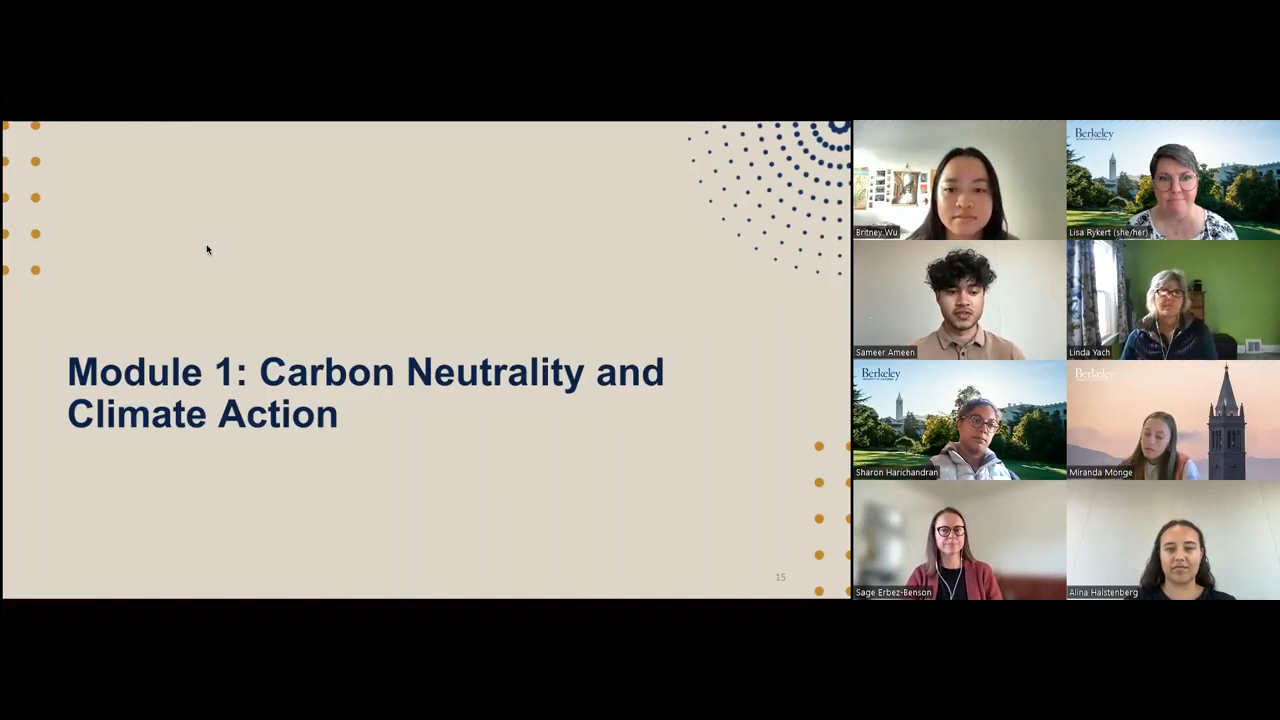 Module 1: Carbon Neutrality and
Climate Action
15
Britney Wu
Berkeley
Lisa Rykert (she/her)
Sameer Ameen
Linda Yach
Berkeley
Sharon Harichandran
Berkeley
Miranda Monge
Sage Erbez-Benson
Alina Halstenberg